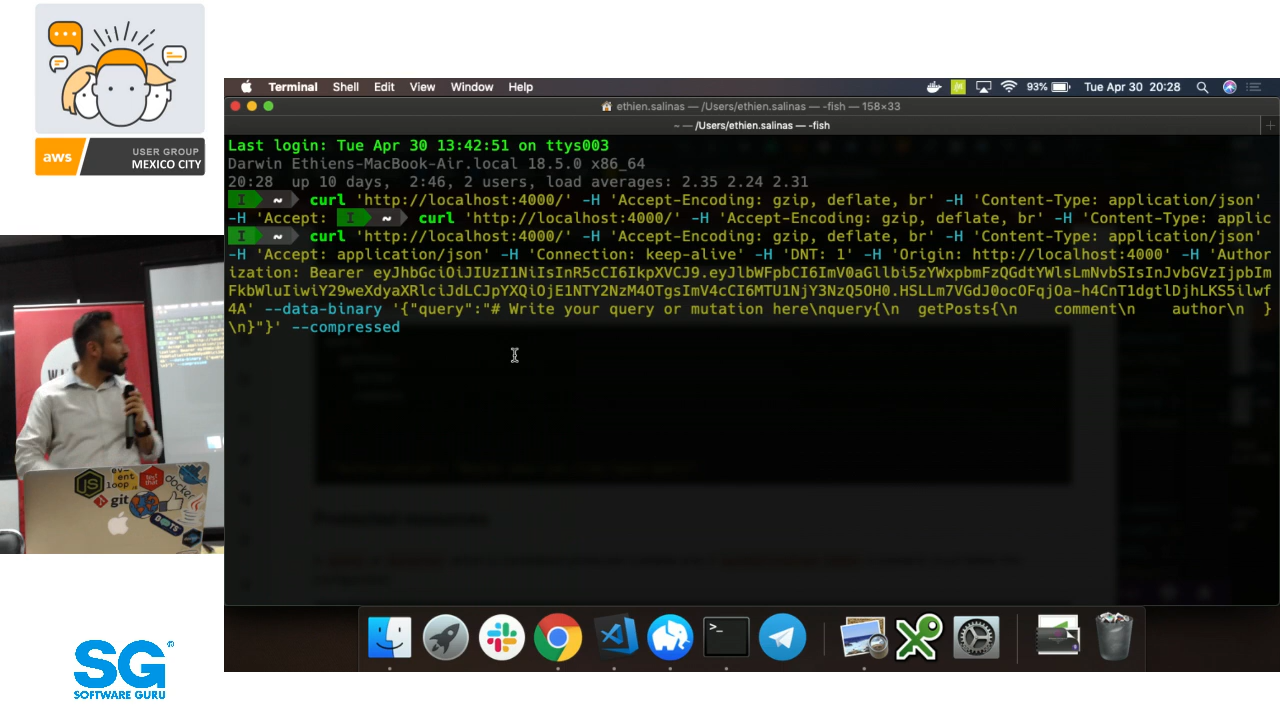 aws
USER GROUP
MEXICO CITY
Terminal Shell Edit View Window Help
93% Tue Apr 30 20:28
ethien.salinas — /Users/ethien.salinas — -fish — 158×33
~ — /Users/ethien.salinas — -fish
Last login: Tue Apr 30 13:42:51 on ttys003
Darwin Ethiens-MacBook-Air.local 18.5.0 x86_64
20:28 up 10 days, 2:46, 2 users, load averages: 2.35 2.24 2.31
I ~ curl 'http://localhost:4000/' -H 'Accept-Encoding: gzip, deflate, br' -H 'Content-Type: application/json'
-H 'Accept: I ~ curl 'http://localhost:4000/' -H 'Accept-Encoding: gzip, deflate, br' -H 'Content-Type: applic
I ~ curl 'http://localhost:4000/' -H 'Accept-Encoding: gzip, deflate, br' -H 'Content-Type: application/json'
-H 'Accept: application/json' -H 'Connection: keep-alive' -H 'DNT: 1' -H 'Origin: http://localhost:4000' -H 'Author
ization: Bearer
4A' --data-binary '{"query":"# Write your query or mutation here\nquery{\n  getPosts{\n    comment\n    author\n  }
\n}"}' --compressed
JS
event
loop
test
that
docker
git
SG
SOFTWARE GURU